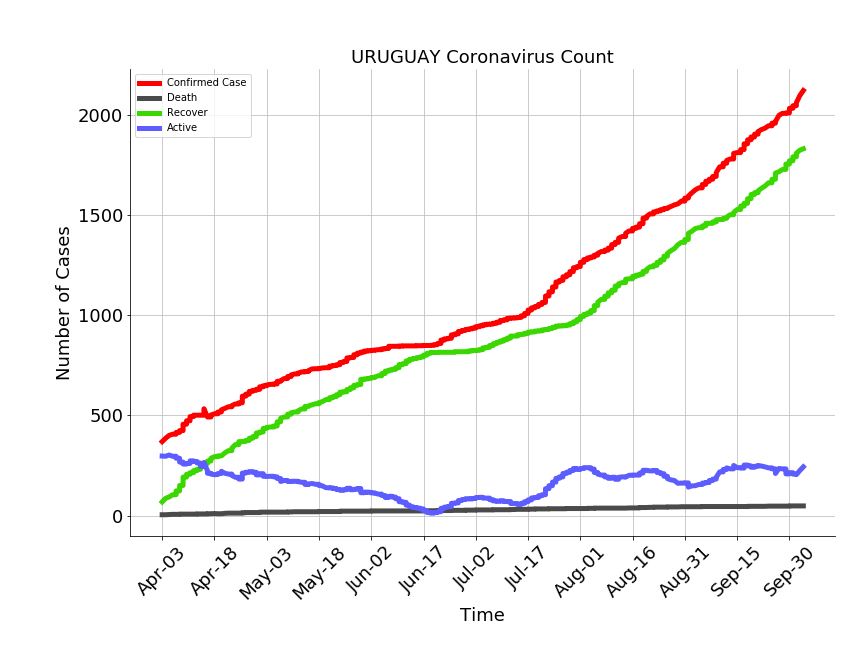 URUGUAY Coronavirus Count
Confirmed Case
Death
Recover
Active
Number of Cases
2000
1500
1000
500
0
Apr-03
Apr-18
May-03
May-18
Jun-02
Jun-17
Jul-02
Jul-17
Aug-01
Aug-16
Aug-31
Sep-15
Sep-30
Time